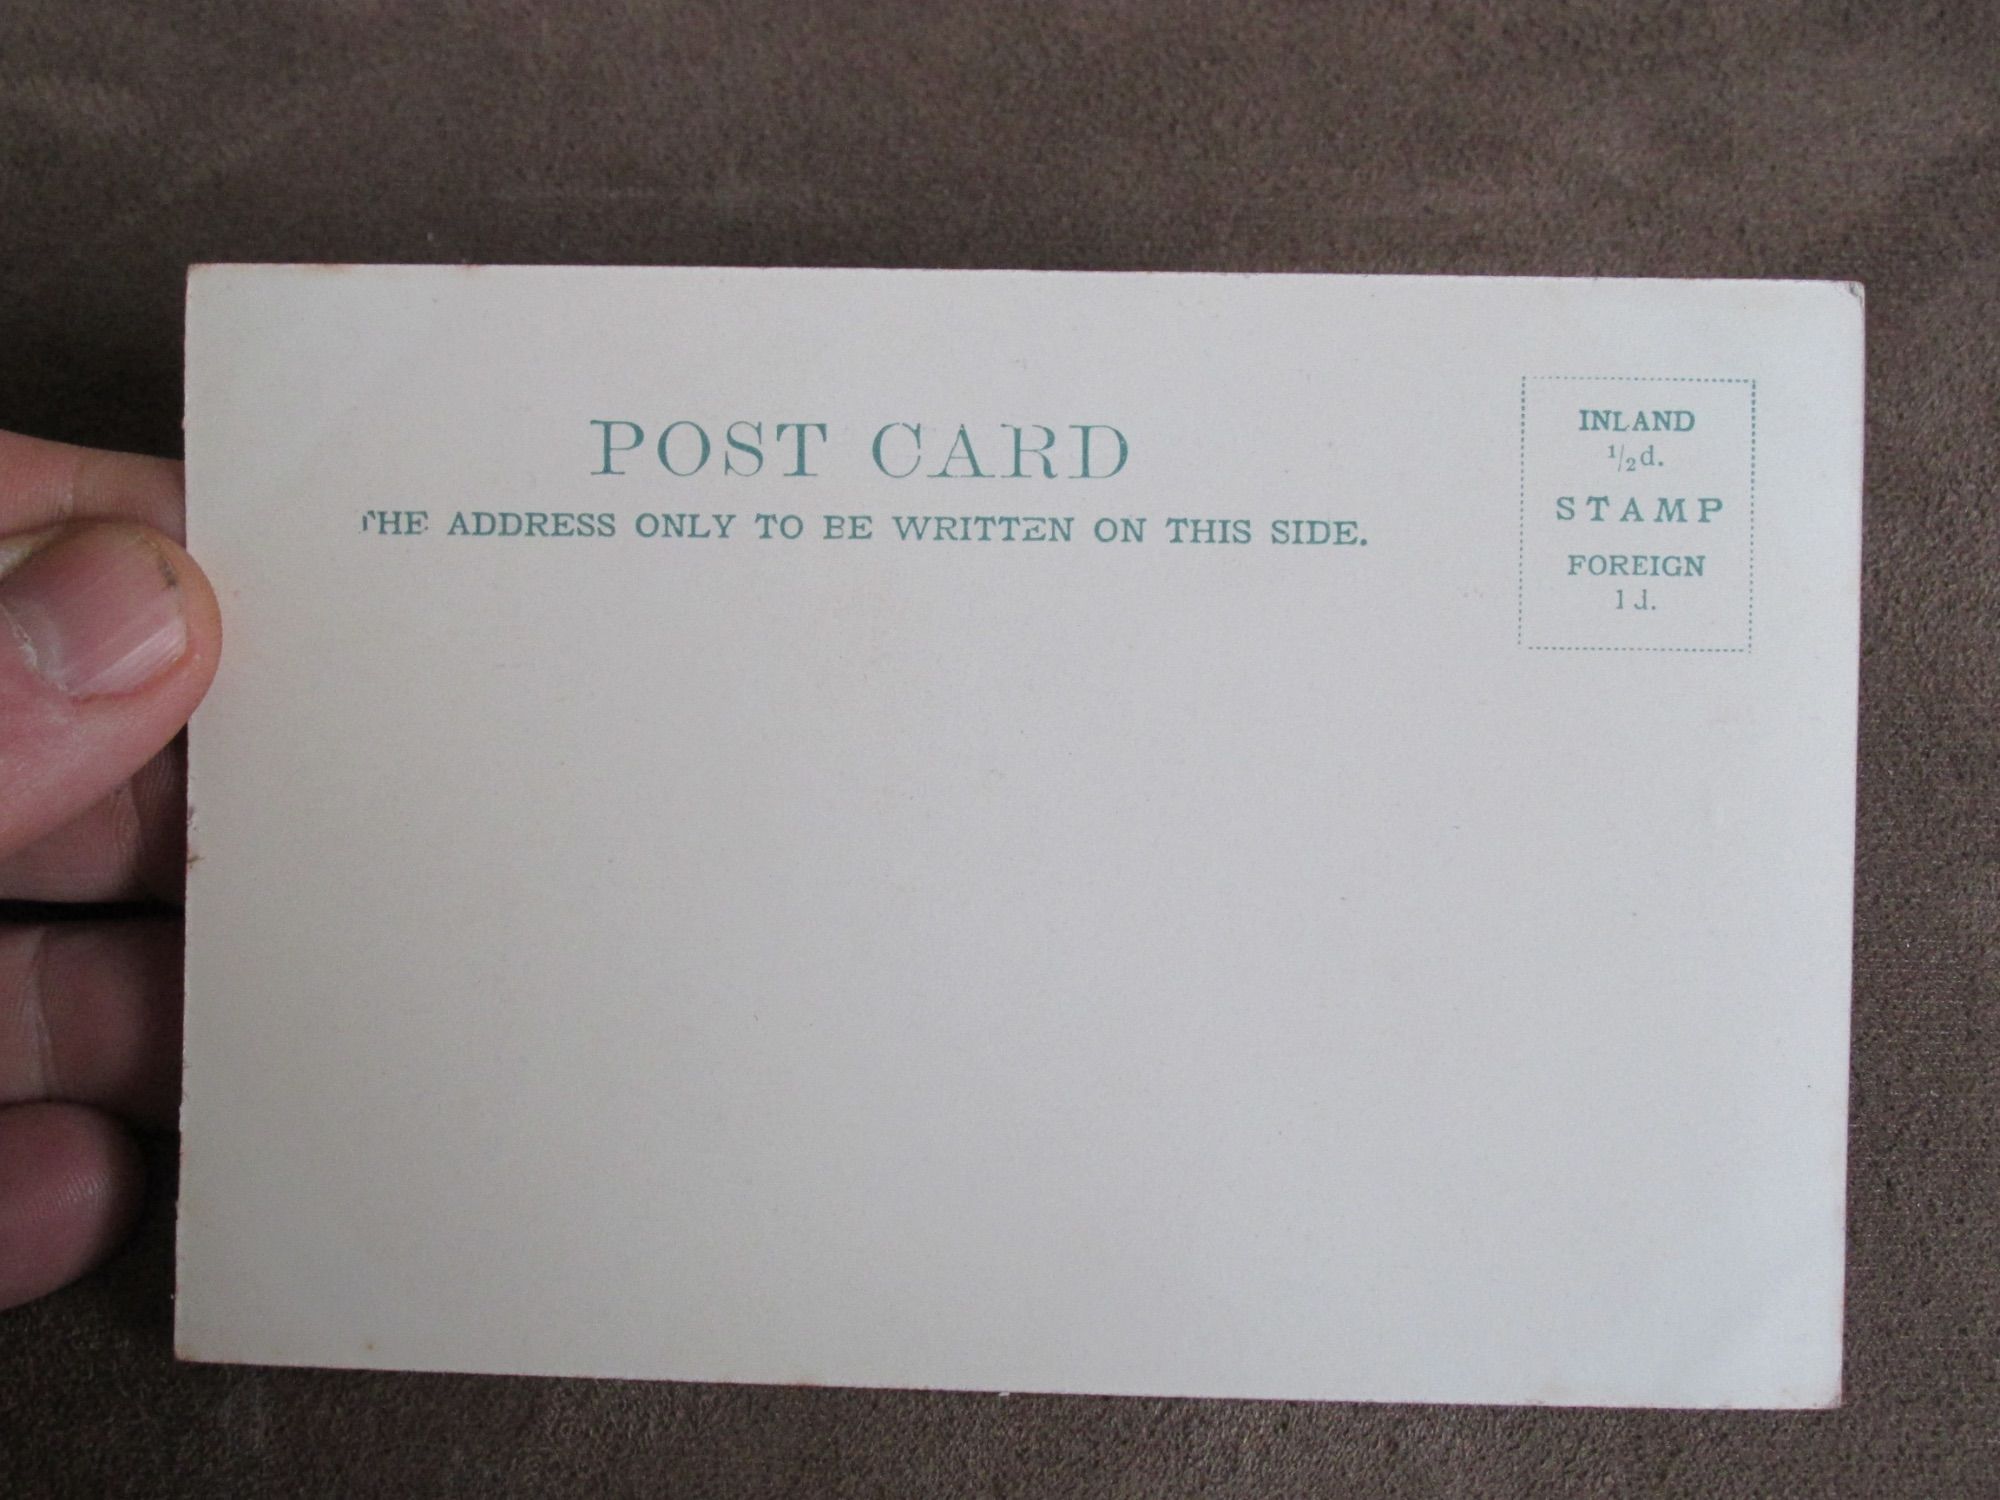 POST CARD
THE ADDRESS ONLY TO BE WRITTEN ON THIS SIDE.
INLAND
1/2d.
STAMP
FOREIGN
1d.